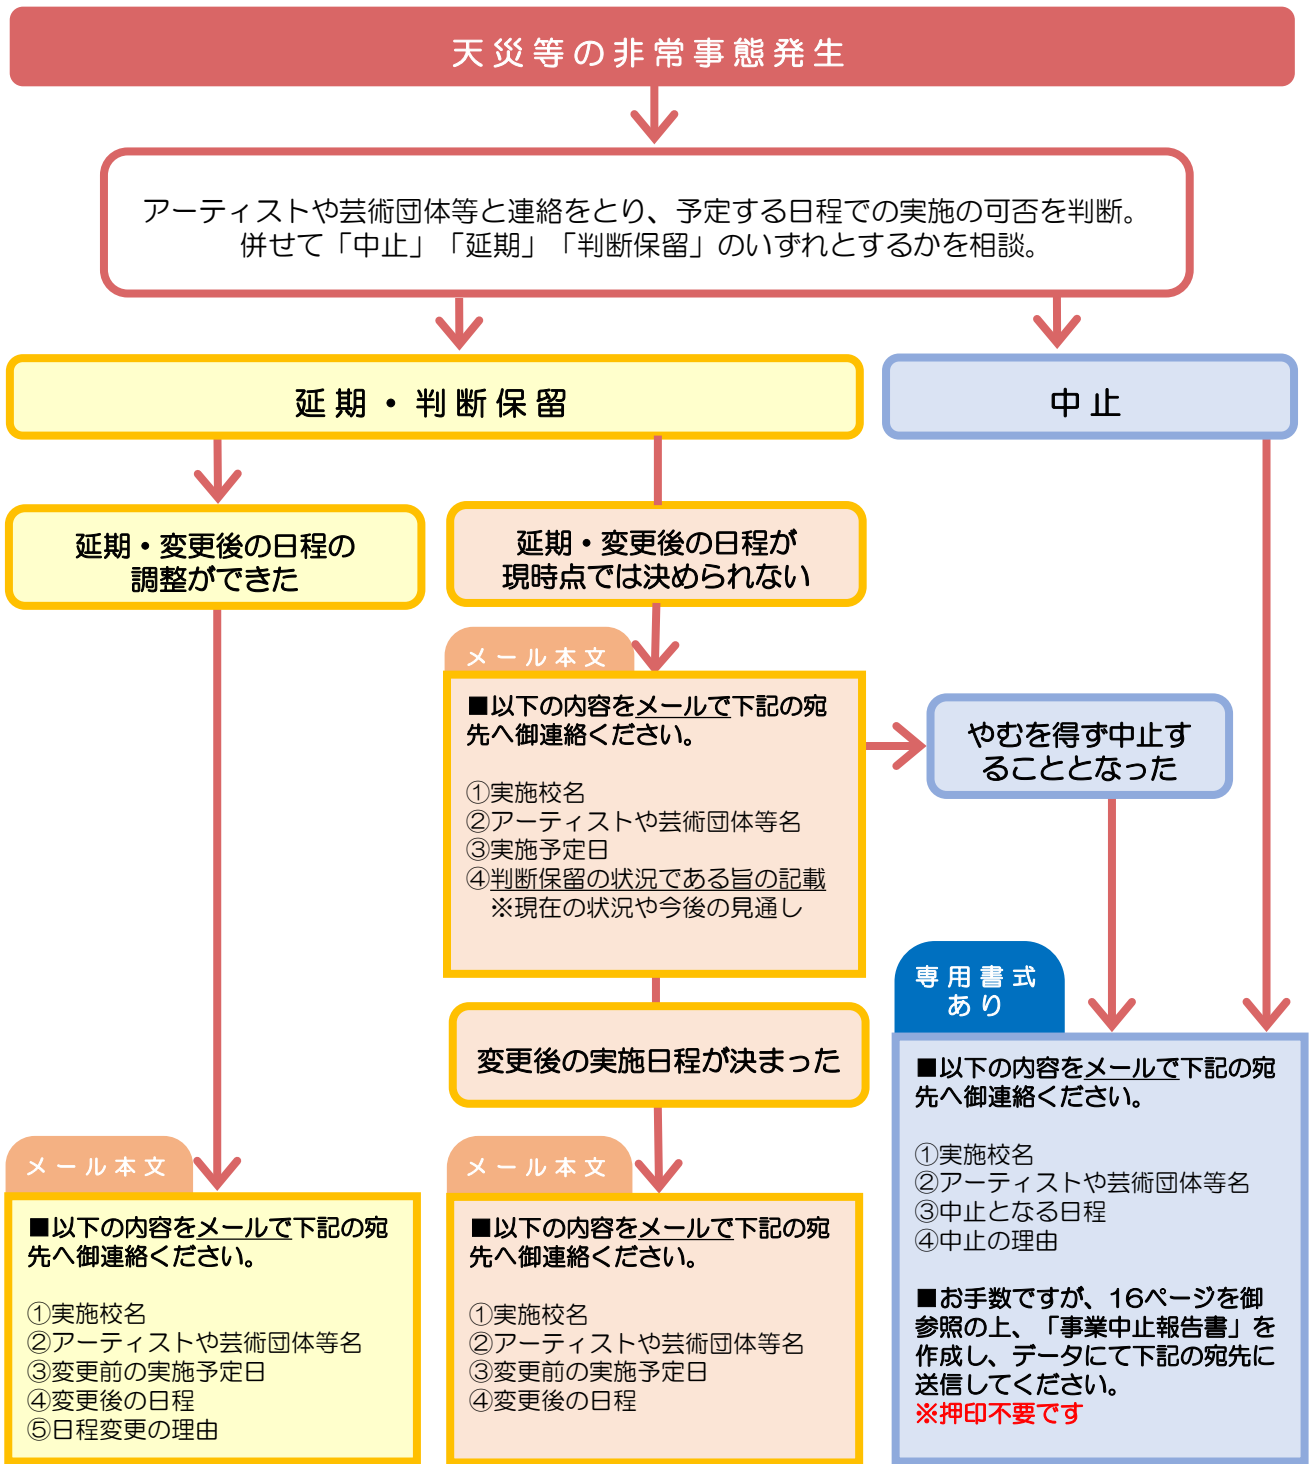 天災等の非常事態発生
アーティストや芸術団体等と連絡をとり、予定する日程での実施の可否を判断。
併せて「中止」「延期」「判断保留」のいずれとするかを相談。
延期・判断保留
中止
延期・変更後の日程の
調整ができた
延期・変更後の日程が
現時点では決められない
メール本文
■以下の内容をメールで下記の宛
先へ御連絡ください。
①実施校名
②アーティストや芸術団体等名
③実施予定日
④判断保留の状況である旨の記載
※現在の状況や今後の見通し
やむを得ず中止す
ることとなった
変更後の実施日程が決まった
メール本文
■以下の内容をメールで下記の宛
先へ御連絡ください。
①実施校名
②アーティストや芸術団体等名
③変更前の実施予定日
④変更後の日程
⑤日程変更の理由
メール本文
■以下の内容をメールで下記の宛
先へ御連絡ください。
①実施校名
②アーティストや芸術団体等名
③変更前の実施予定日
④変更後の日程
専用書式
あり
■以下の内容をメールで下記の宛
先へ御連絡ください。
①実施校名
②アーティストや芸術団体等名
③中止となる日程
④中止の理由
■お手数ですが、16ページを御
参照の上、「事業中止報告書」を
作成し、データにて下記の宛先に
送信してください。
※押印不要です